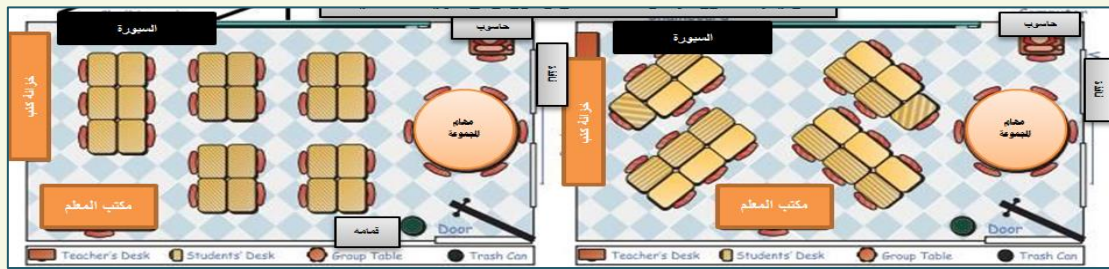 السبورة
حاسوب
خزانة كتب
مهام
المجموعة
مكتب المعلم
قمامه
Door
Teacher's Desk Students' Desk Group Table Trash Can
السبورة
حاسوب
خزانة كتب
مهام
المجموعة
مكتب المعلم
Door
Teacher's Desk Students' Desk Group Table Trash Can